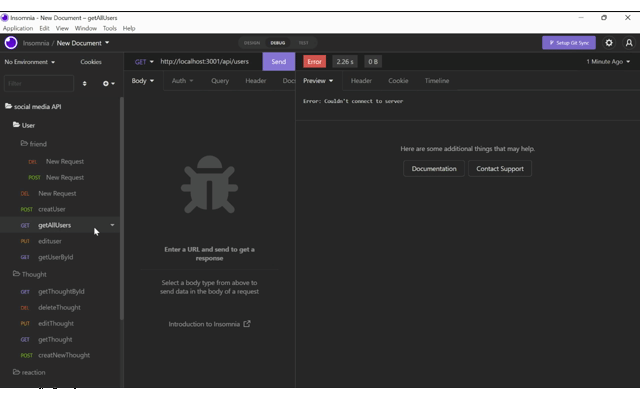 Insomnia – New Document – getAllUsers
Application Edit View Window Tools Help
Insomnia / New Document
DESIGN DEBUG TEST
Setup Git Sync
No Environment
Cookies
GET http://localhost:3001/api/users Send
Error 2.26 s 0 B
1 Minute Ago
Filter
Body Auth Query Header Doc
Preview Header Cookie Timeline
Error: Couldn't connect to server
social media API
User
friend
DEL New Request
POST New Request
DEL New Request
POST creatUser
GET getAllUsers
PUT edituser
GET getUserById
Thought
GET getThoughtById
DEL deleteThought
PUT editThought
GET getThought
POST creatNewThought
reaction
Enter a URL and send to get a
response
Select a body type from above to
send data in the body of a request
Introduction to Insomnia
Here are some additional things that may help.
Documentation Contact Support